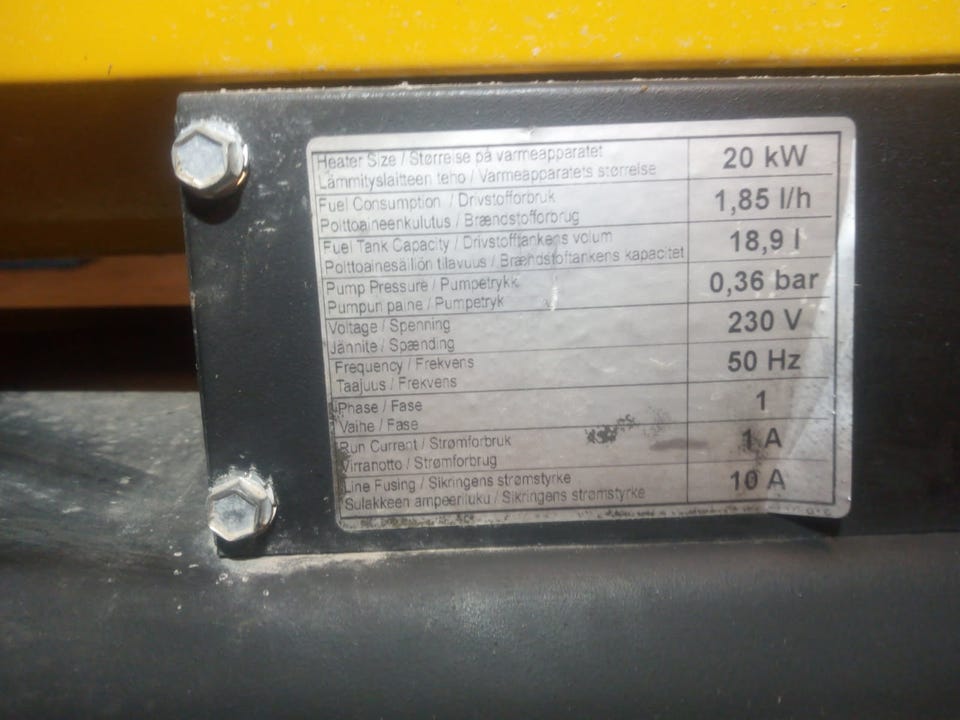 Heater Size / Størrelse på varmeapparatet
Lämmityslaitteen teho / Varmeapparatets størrelse
20 kW
Fuel Consumption / Drivstofforbruk
Polttoaineenkulutus / Brændstofforbrug
1,85 l/h
Fuel Tank Capacity / Drivstofftankens volum
Polttoainesäiliön tilavuus / Brændstoftankens kapacitet
18,9 l
Pump Pressure / Pumpetrykk
Pumpun paine / Pumpetryk
0,36 bar
Voltage / Spenning
Jännite / Spænding
230 V
Frequency / Frekvens
Taajuus / Frekvens
50 Hz
Phase / Fase
Vaihe / Fase
1
Run Current / Strømforbruk
Virranotto / Strømforbrug
1 A
Line Fusing / Sikringens strømstyrke
Sulakkeen ampeeriluku / Sikringens strømstyrke
10 A